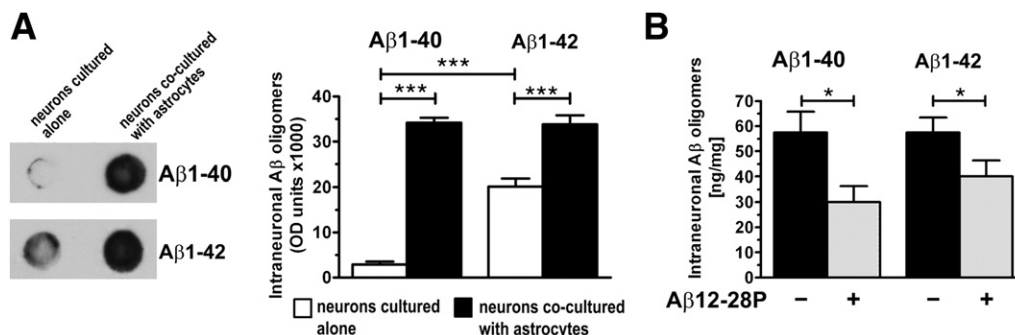 A
neurons cultured
alone
neurons co-cultured
with astrocytes
Aβ1-40
Aβ1-42
Aβ1-40
Aβ1-42
***
***
***
Intraneuronal Aβ oligomers
(OD units x1000)
40
30
20
10
0
neurons cultured
alone
neurons co-cultured
with astrocytes
B
Aβ1-40
Aβ1-42
*
*
Intraneuronal Aβ oligomers
[ng/mg]
70
60
50
40
30
20
10
0
Aβ12-28P
− + − +